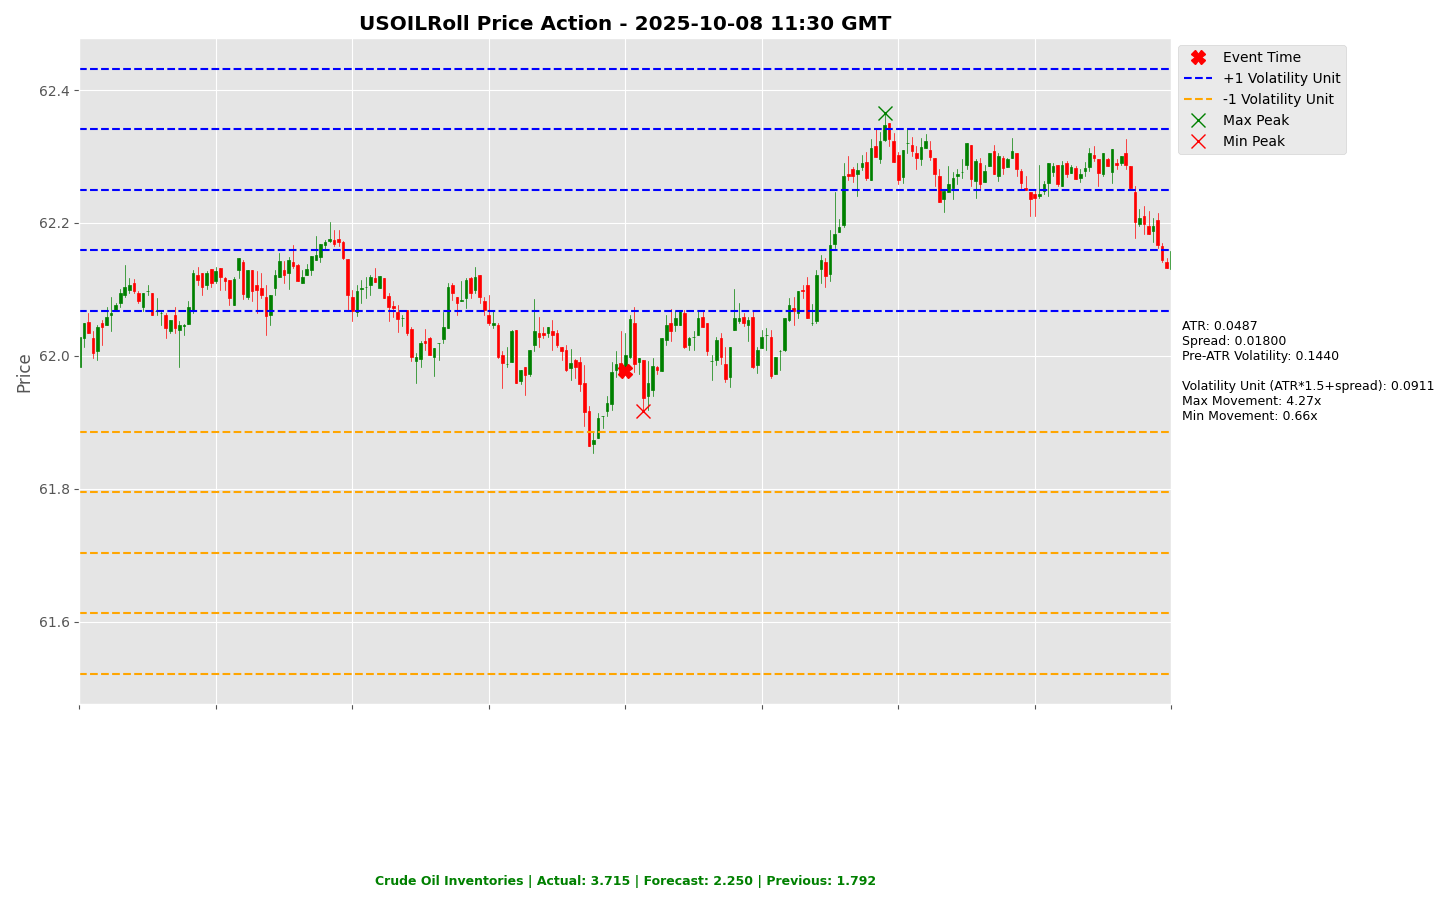 USOILRoll Price Action - 2025-10-08 11:30 GMT
Event Time
+1 Volatility Unit
-1 Volatility Unit
Max Peak
Min Peak
62.4
62.2
62.0
61.8
61.6
Price
ATR: 0.0487
Spread: 0.01800
Pre-ATR Volatility: 0.1440
Volatility Unit (ATR*1.5+spread): 0.0911
Max Movement: 4.27x
Min Movement: 0.66x
Crude Oil Inventories | Actual: 3.715 | Forecast: 2.250 | Previous: 1.792